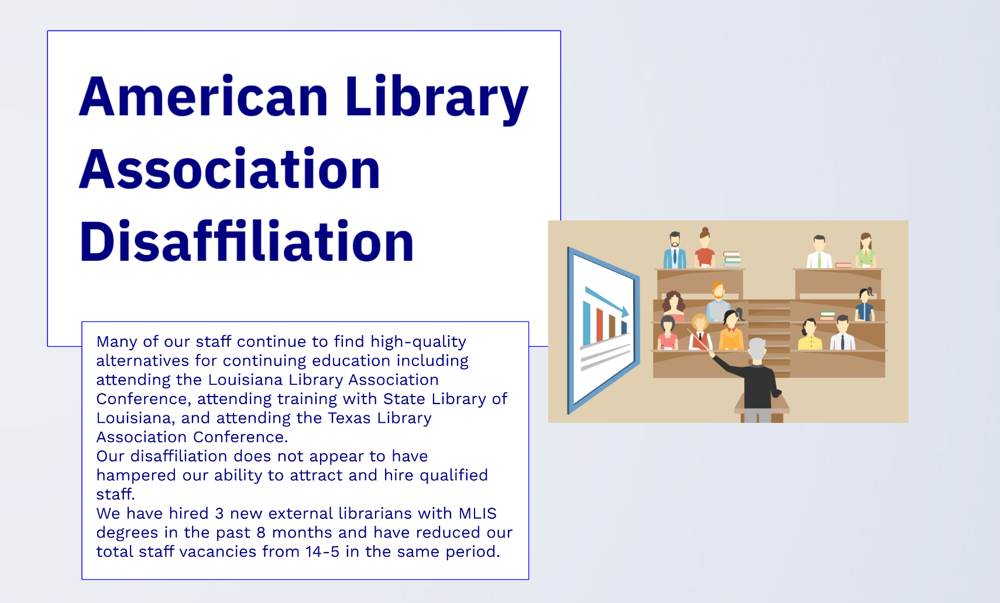 American Library
Association
Disaffiliation
Many of our staff continue to find high-quality
alternatives for continuing education including
attending the Louisiana Library Association
Conference, attending training with State Library of
Louisiana, and attending the Texas Library
Association Conference.
Our disaffiliation does not appear to have
hampered our ability to attract and hire qualified
staff.
We have hired 3 new external librarians with MLIS
degrees in the past 8 months and have reduced our
total staff vacancies from 14-5 in the same period.